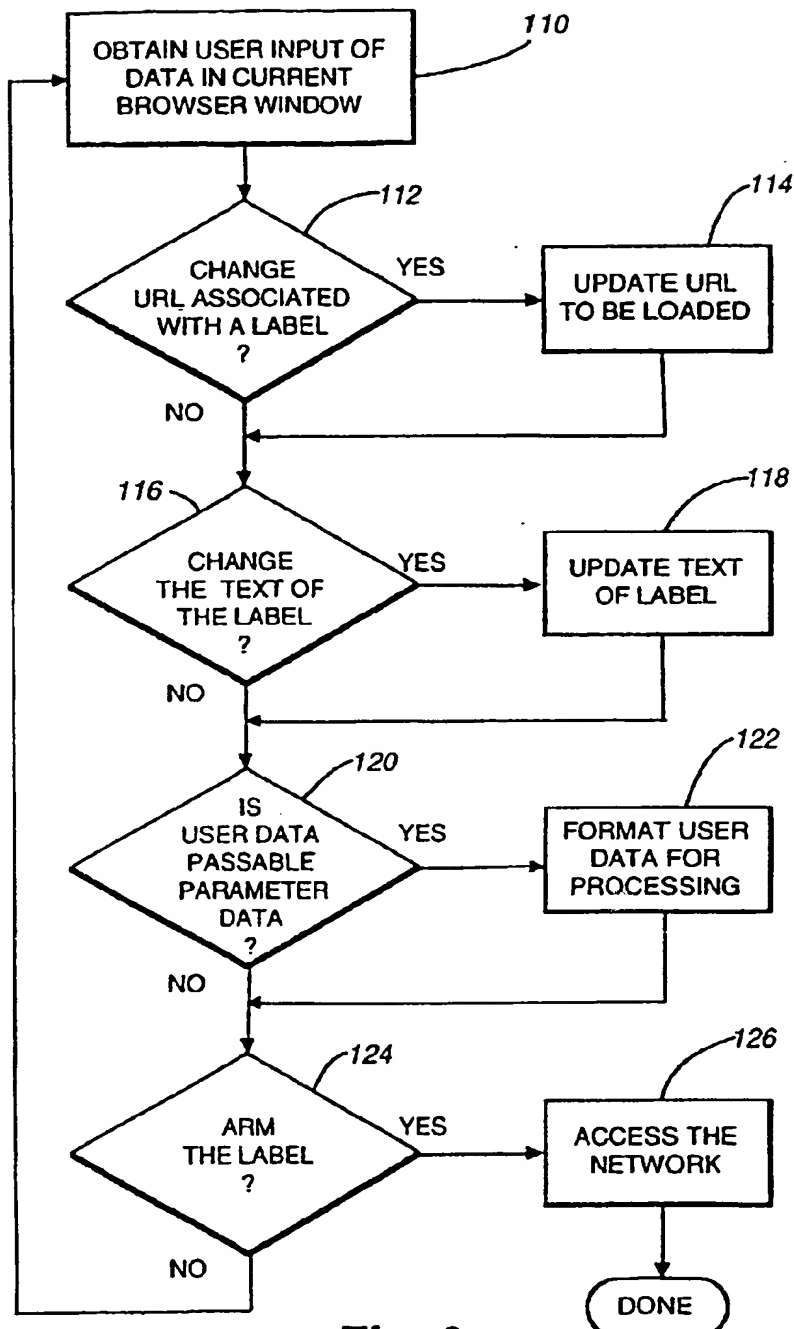 110
OBTAIN USER INPUT OF
DATA IN CURRENT
BROWSER WINDOW
112
CHANGE
URL ASSOCIATED
WITH A LABEL
?
YES
NO
114
UPDATE URL
TO BE LOADED
116
CHANGE
THE TEXT OF
THE LABEL
?
YES
NO
118
UPDATE TEXT
OF LABEL
120
IS
USER DATA
PASSABLE
PARAMETER
DATA
?
YES
NO
122
FORMAT USER
DATA FOR
PROCESSING
124
ARM
THE LABEL
?
YES
NO
126
ACCESS THE
NETWORK
DONE